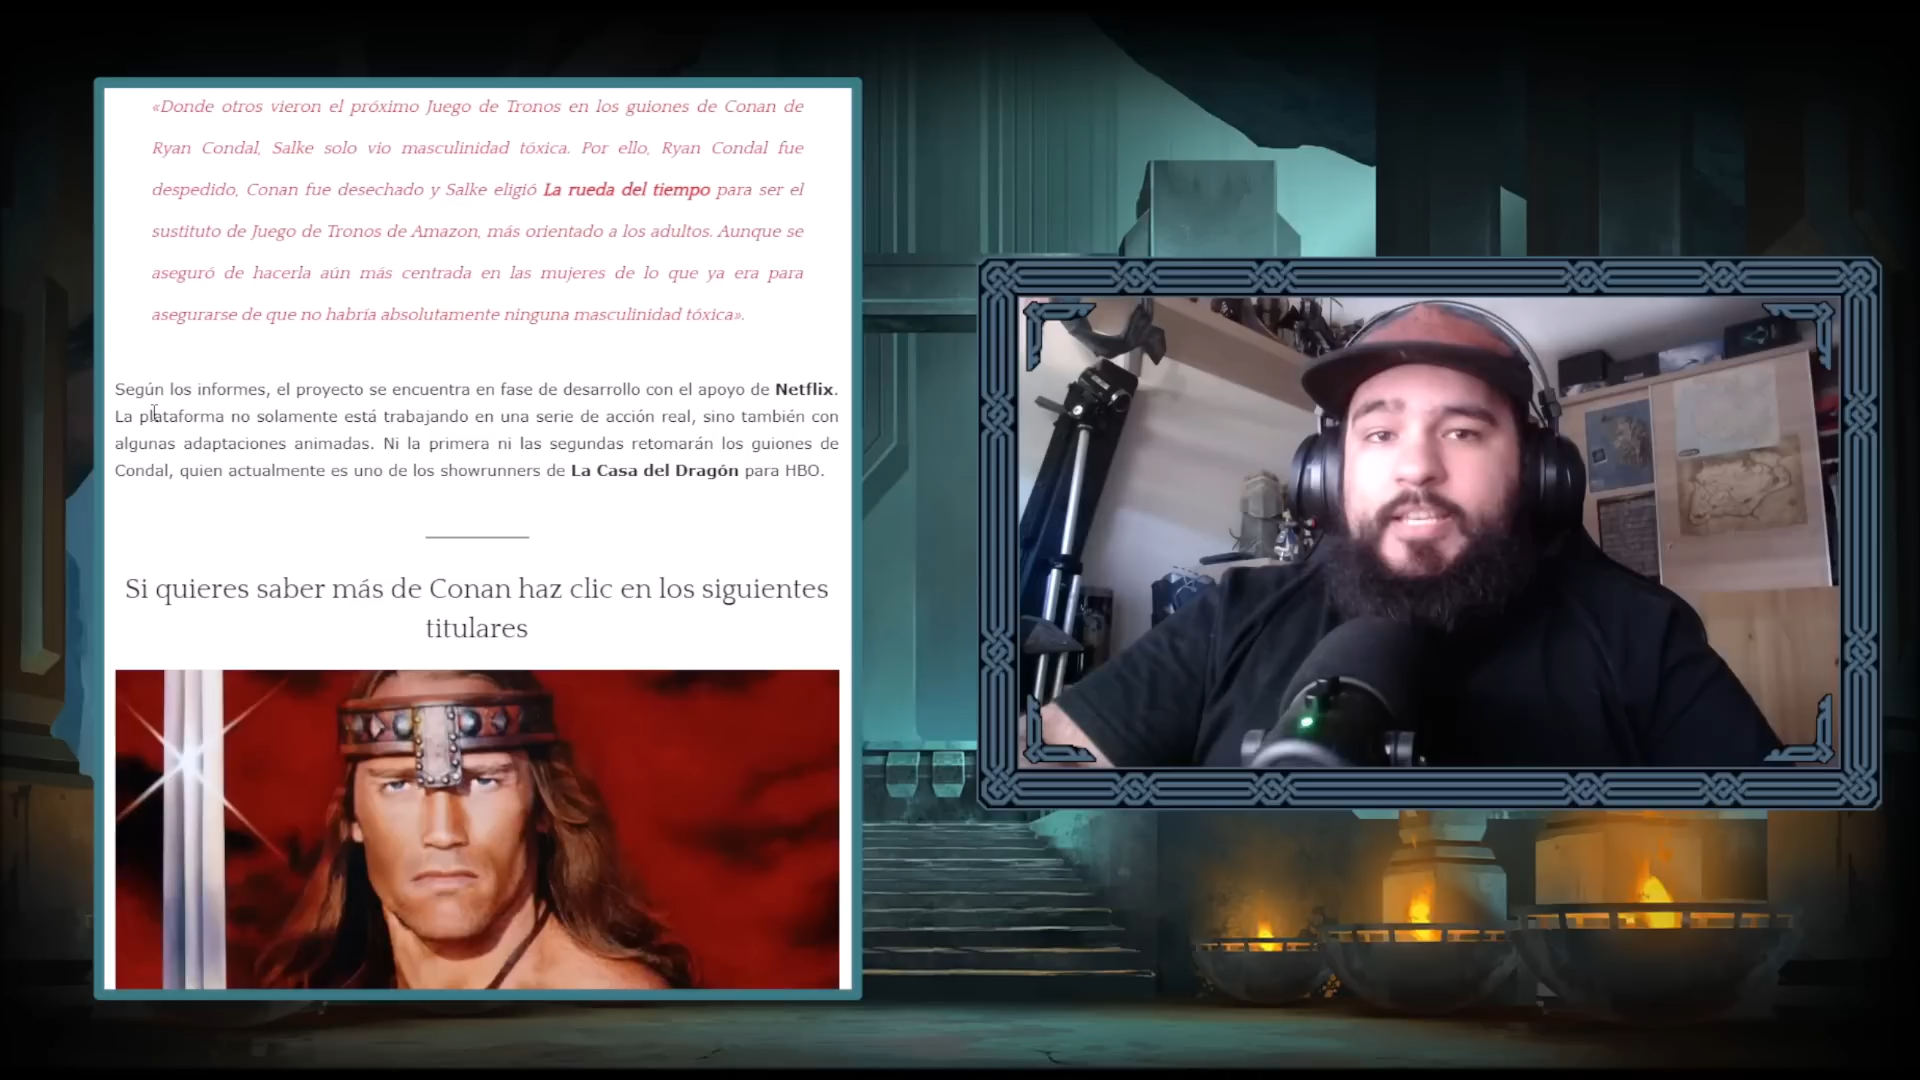 «Donde otros vieron el próximo Juego de Tronos en los guiones de Conan de
Ryan Condal, Salke solo vio masculinidad tóxica. Por ello, Ryan Condal fue
despedido, Conan fue desechado y Salke eligió La rueda del tiempo para ser el
sustituto de Juego de Tronos de Amazon, más orientado a los adultos. Aunque se
aseguró de hacerla aún más centrada en las mujeres de lo que ya era para
asegurarse de que no habría absolutamente ninguna masculinidad tóxica».
Según los informes, el proyecto se encuentra en fase de desarrollo con el apoyo de Netflix.
La plataforma no solamente está trabajando en una serie de acción real, sino también con
algunas adaptaciones animadas. Ni la primera ni las segundas retomarán los guiones de
Condal, quien actualmente es uno de los showrunners de La Casa del Dragón para HBO.
Si quieres saber más de Conan haz clic en los siguientes
titulares